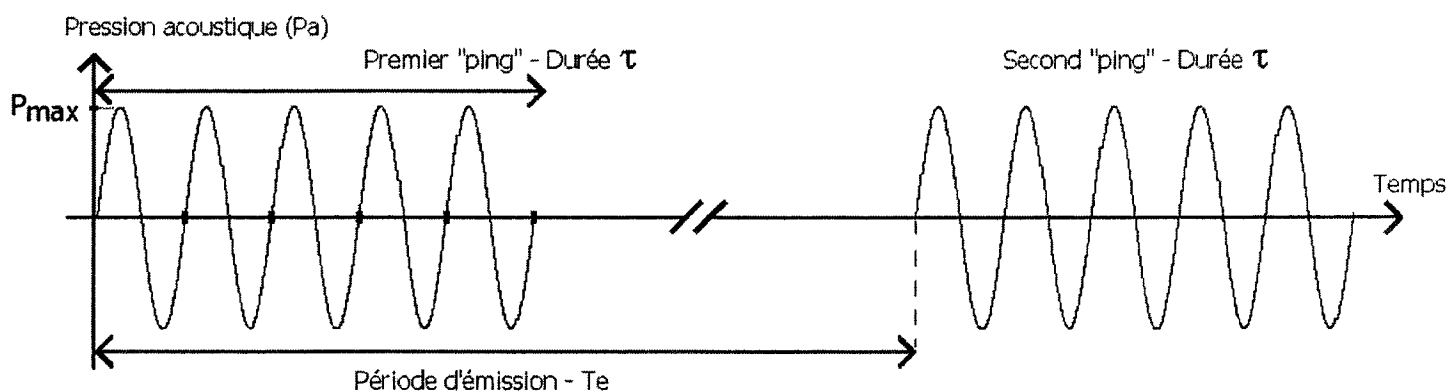 Pression acoustique (Pa)
Premier "ping" - Durée τ
Second "ping" - Durée τ
Pmax
Temps
Période d'émission - Te